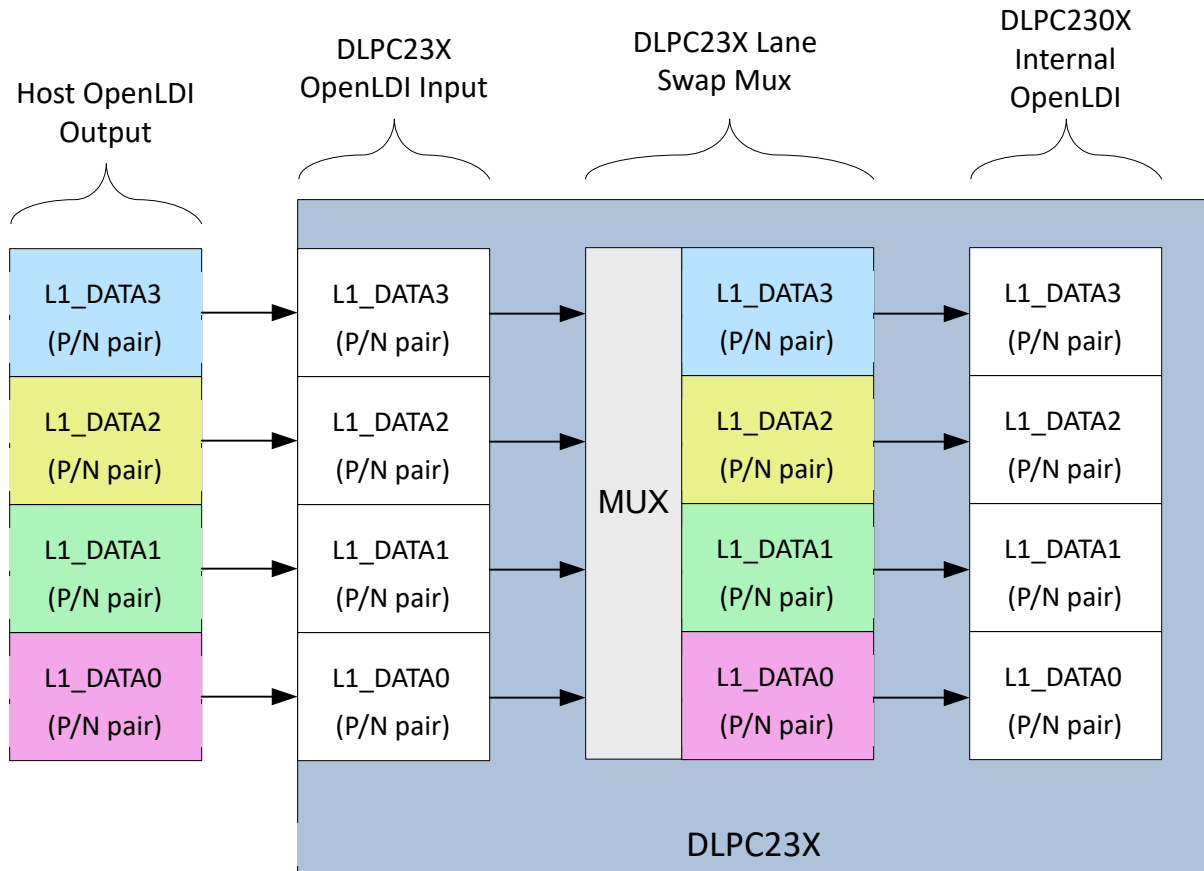 Host OpenLDI
Output
DLPC23X
OpenLDI Input
DLPC23X Lane
Swap Mux
DLPC230X
Internal
OpenLDI
L1_DATA3
(P/N pair)
L1_DATA2
(P/N pair)
L1_DATA1
(P/N pair)
L1_DATA0
(P/N pair)
L1_DATA3
(P/N pair)
L1_DATA2
(P/N pair)
L1_DATA1
(P/N pair)
L1_DATA0
(P/N pair)
MUX
L1_DATA3
(P/N pair)
L1_DATA2
(P/N pair)
L1_DATA1
(P/N pair)
L1_DATA0
(P/N pair)
L1_DATA3
(P/N pair)
L1_DATA2
(P/N pair)
L1_DATA1
(P/N pair)
L1_DATA0
(P/N pair)
DLPC23X